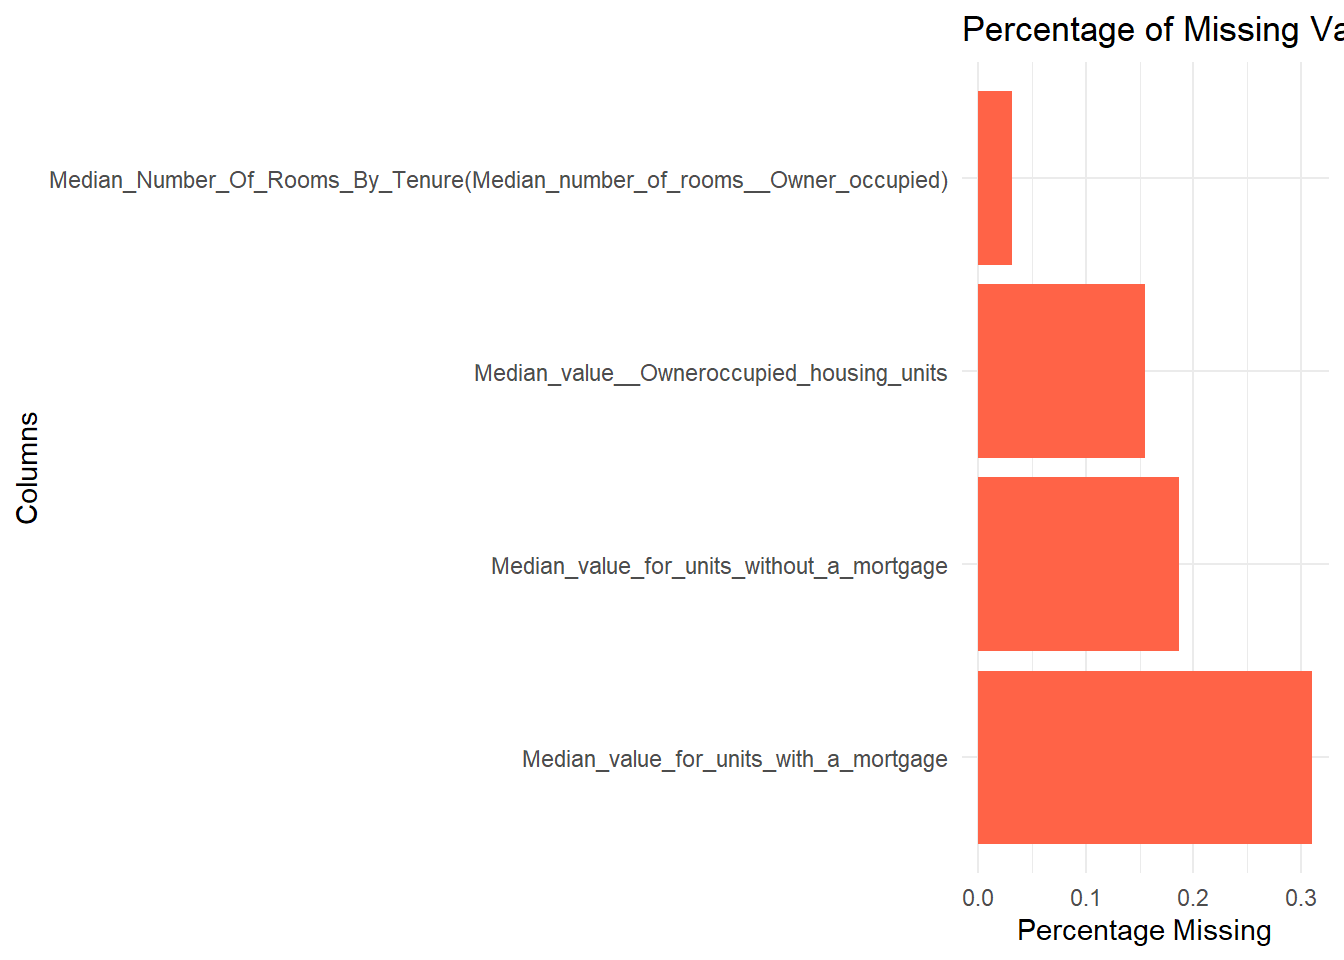 Percentage of Missing Va
Median_Number_Of_Rooms_By_Tenure(Median_number_of_rooms__Owner_occupied)
Median_value__Owneroccupied_housing_units
Median_value_for_units_without_a_mortgage
Median_value_for_units_with_a_mortgage
Columns
0.0 0.1 0.2 0.3
Percentage Missing